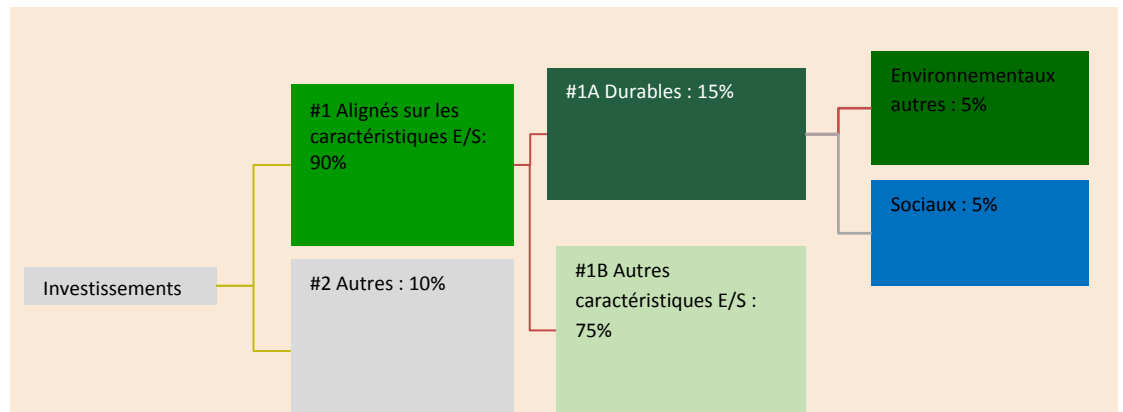 Investissements
#1 Alignés sur les
caractéristiques E/S:
90%
#2 Autres : 10%
#1A Durables : 15%
#1B Autres
caractéristiques E/S :
75%
Environnementaux
autres : 5%
Sociaux : 5%